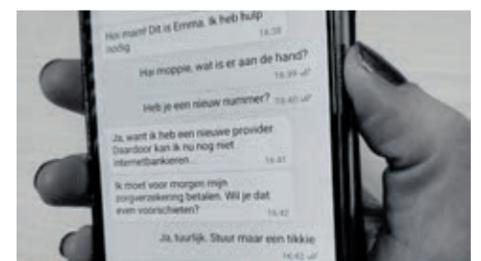 Hoi mam! Dit is Emma. Ik heb hulp
nodig
16:38
Hai moppie, wat is er aan de hand?
16:39
Heb je een nieuw nummer? 16:40
Ja, want ik heb een nieuwe provider
Daardoor kan ik nu nog niet
internetbankieren...
16:41
Ik moet voor morgen mijn
zorgverzekering betalen. Wil je dat
even voorschieten?
16:42
Ja, tuurlijk. Stuur maar een tikkie
16:42